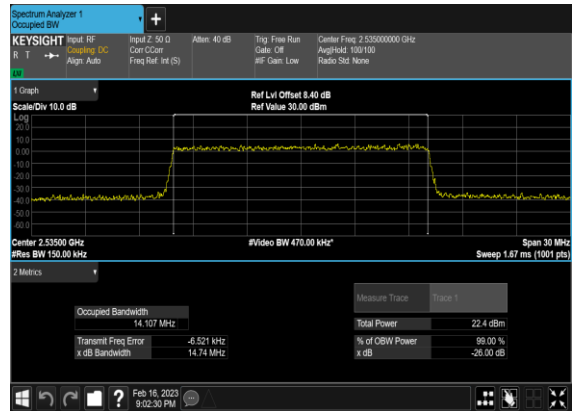 Spectrum Analyzer 1
Occupied BW
+
KEYSIGHT Input: RF Input Z: 50 Ω Atten: 40 dB Trig: Free Run Center Freq: 2.535000000 GHz
R T Coupling: DC Corr CCorr Gate: Off Avg|Hold: 100/100
Align: Auto Freq Ref: Int (S) #IF Gain: Low Radio Std: None
1 Graph
Ref Lvl Offset 8.40 dB
Scale/Div 10.0 dB Ref Value 30.00 dBm
Log
20.0
10.0
0.00
-10.0
-20.0
-30.0
-40.0
-50.0
-60.0
Center 2.53500 GHz #Video BW 470.00 kHz* Span 30 MHz
#Res BW 150.00 kHz Sweep 1.67 ms (1001 pts)
2 Metrics
Measure Trace Trace 1
Occupied Bandwidth
14.107 MHz Total Power 22.4 dBm
Transmit Freq Error -6.521 kHz % of OBW Power 99.00 %
x dB Bandwidth 14.74 MHz x dB -26.00 dB
? Feb 16, 2023
9:02:30 PM